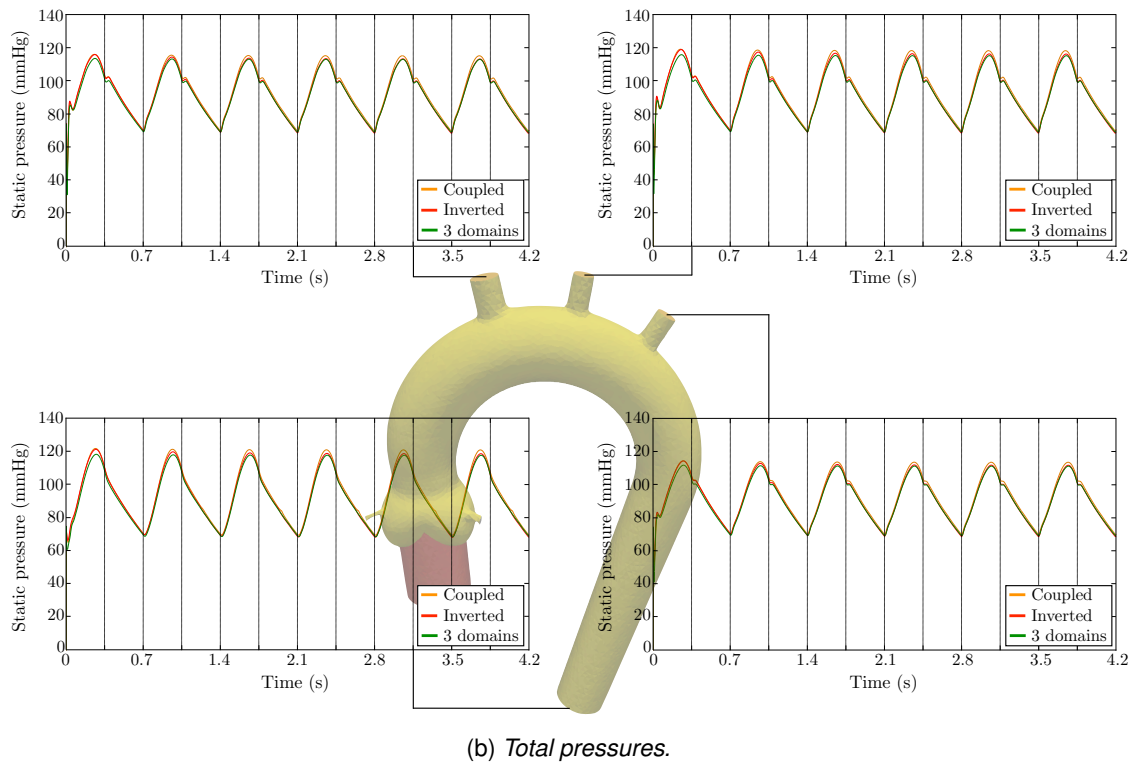 140
120
100
80
60
40
20
0
Static pressure (mmHg)
0 0.7 1.4 2.1 2.8 3.5 4.2
Time (s)
Coupled
Inverted
3 domains
140
120
100
80
60
40
20
0
Static pressure (mmHg)
0 0.7 1.4 2.1 2.8 3.5 4.2
Time (s)
Coupled
Inverted
3 domains
140
120
100
80
60
40
20
0
Static pressure (mmHg)
0 0.7 1.4 2.1 2.8 3.5 4.2
Time (s)
Coupled
Inverted
3 domains
140
120
100
80
60
40
20
0
Static pressure (mmHg)
0 0.7 1.4 2.1 2.8 3.5 4.2
Time (s)
Coupled
Inverted
3 domains
(b) Total pressures.